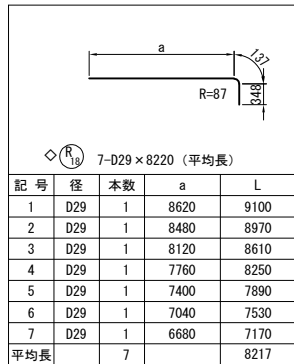 a
137
R=87
348
R 18 7-D29×8220 (平均長)
記号 径 本数 a L
1 D29 1 8620 9100
2 D29 1 8480 8970
3 D29 1 8120 8610
4 D29 1 7760 8250
5 D29 1 7400 7890
6 D29 1 7040 7530
7 D29 1 6680 7170
平均長 7 8217